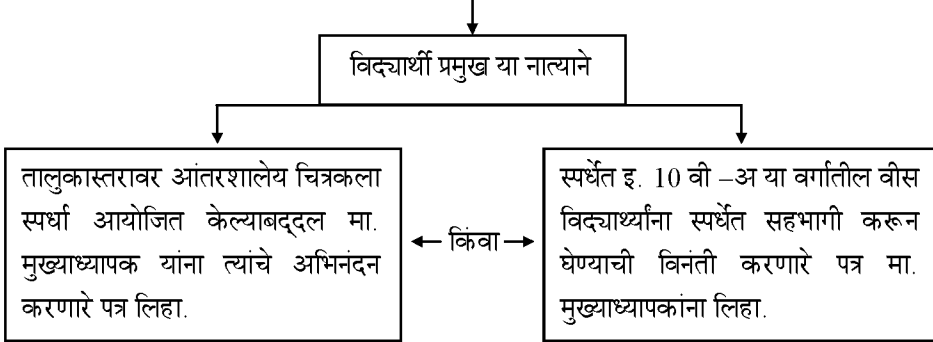 विद्यार्थी प्रमुख या नात्याने
तालुकास्तरावर आंतरशालेय चित्रकला
स्पर्धा आयोजित केल्याबद्दल मा.
मुख्याध्यापक यांना त्यांचे अभिनंदन
करणारे पत्र लिहा.
किंवा
स्पर्धेत इ. 10 वी –अ या वर्गातील वीस
विद्यार्थ्यांना स्पर्धेत सहभागी करून
घेण्याची विनंती करणारे पत्र मा.
मुख्याध्यापकांना लिहा.